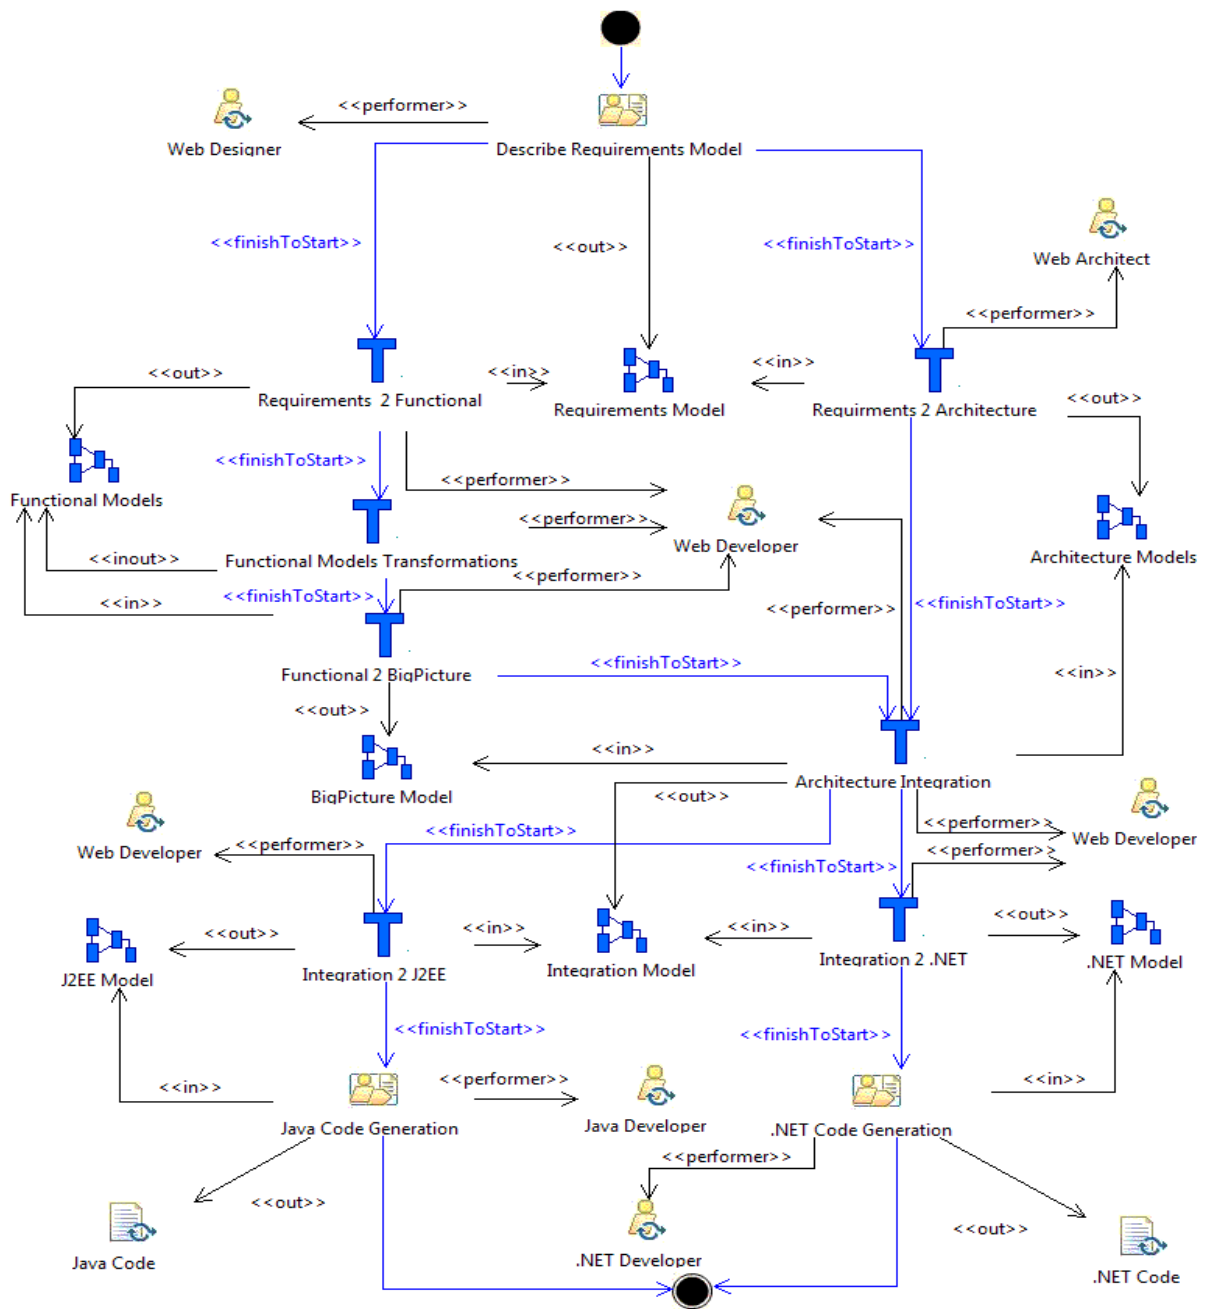 <<performer>>
Web Designer
Describe Requirements Model
<<finishToStart>>
<<out>>
<<finishToStart>>
Web Architect
<<performer>>
<<out>>
<<in>>
<<in>>
Requirements 2 Functional
Requirements Model
Requirments 2 Architecture
<<out>>
<<finishToStart>>
Functional Models
<<performer>>
<<performer>>
Web Developer
<<inout>>
Functional Models Transformations
Architecture Models
<<performer>>
<<in>>
<<finishToStart>>
<<performer>>
<<finishToStart>>
<<finishToStart>>
Functional 2 BigPicture
<<in>>
<<out>>
<<in>>
BigPicture Model
Architecture Integration
<<out>>
<<finishToStart>>
<<performer>>
Web Developer
Web Developer
<<performer>>
<<performer>>
<<finishToStart>>
<<out>>
<<in>>
<<in>>
<<out>>
J2EE Model
Integration 2 J2EE
Integration Model
Integration 2 .NET
.NET Model
<<finishToStart>>
<<finishToStart>>
<<in>>
<<performer>>
<<in>>
Java Code Generation
Java Developer
.NET Code Generation
<<performer>>
<<out>>
<<out>>
Java Code
.NET Developer
.NET Code